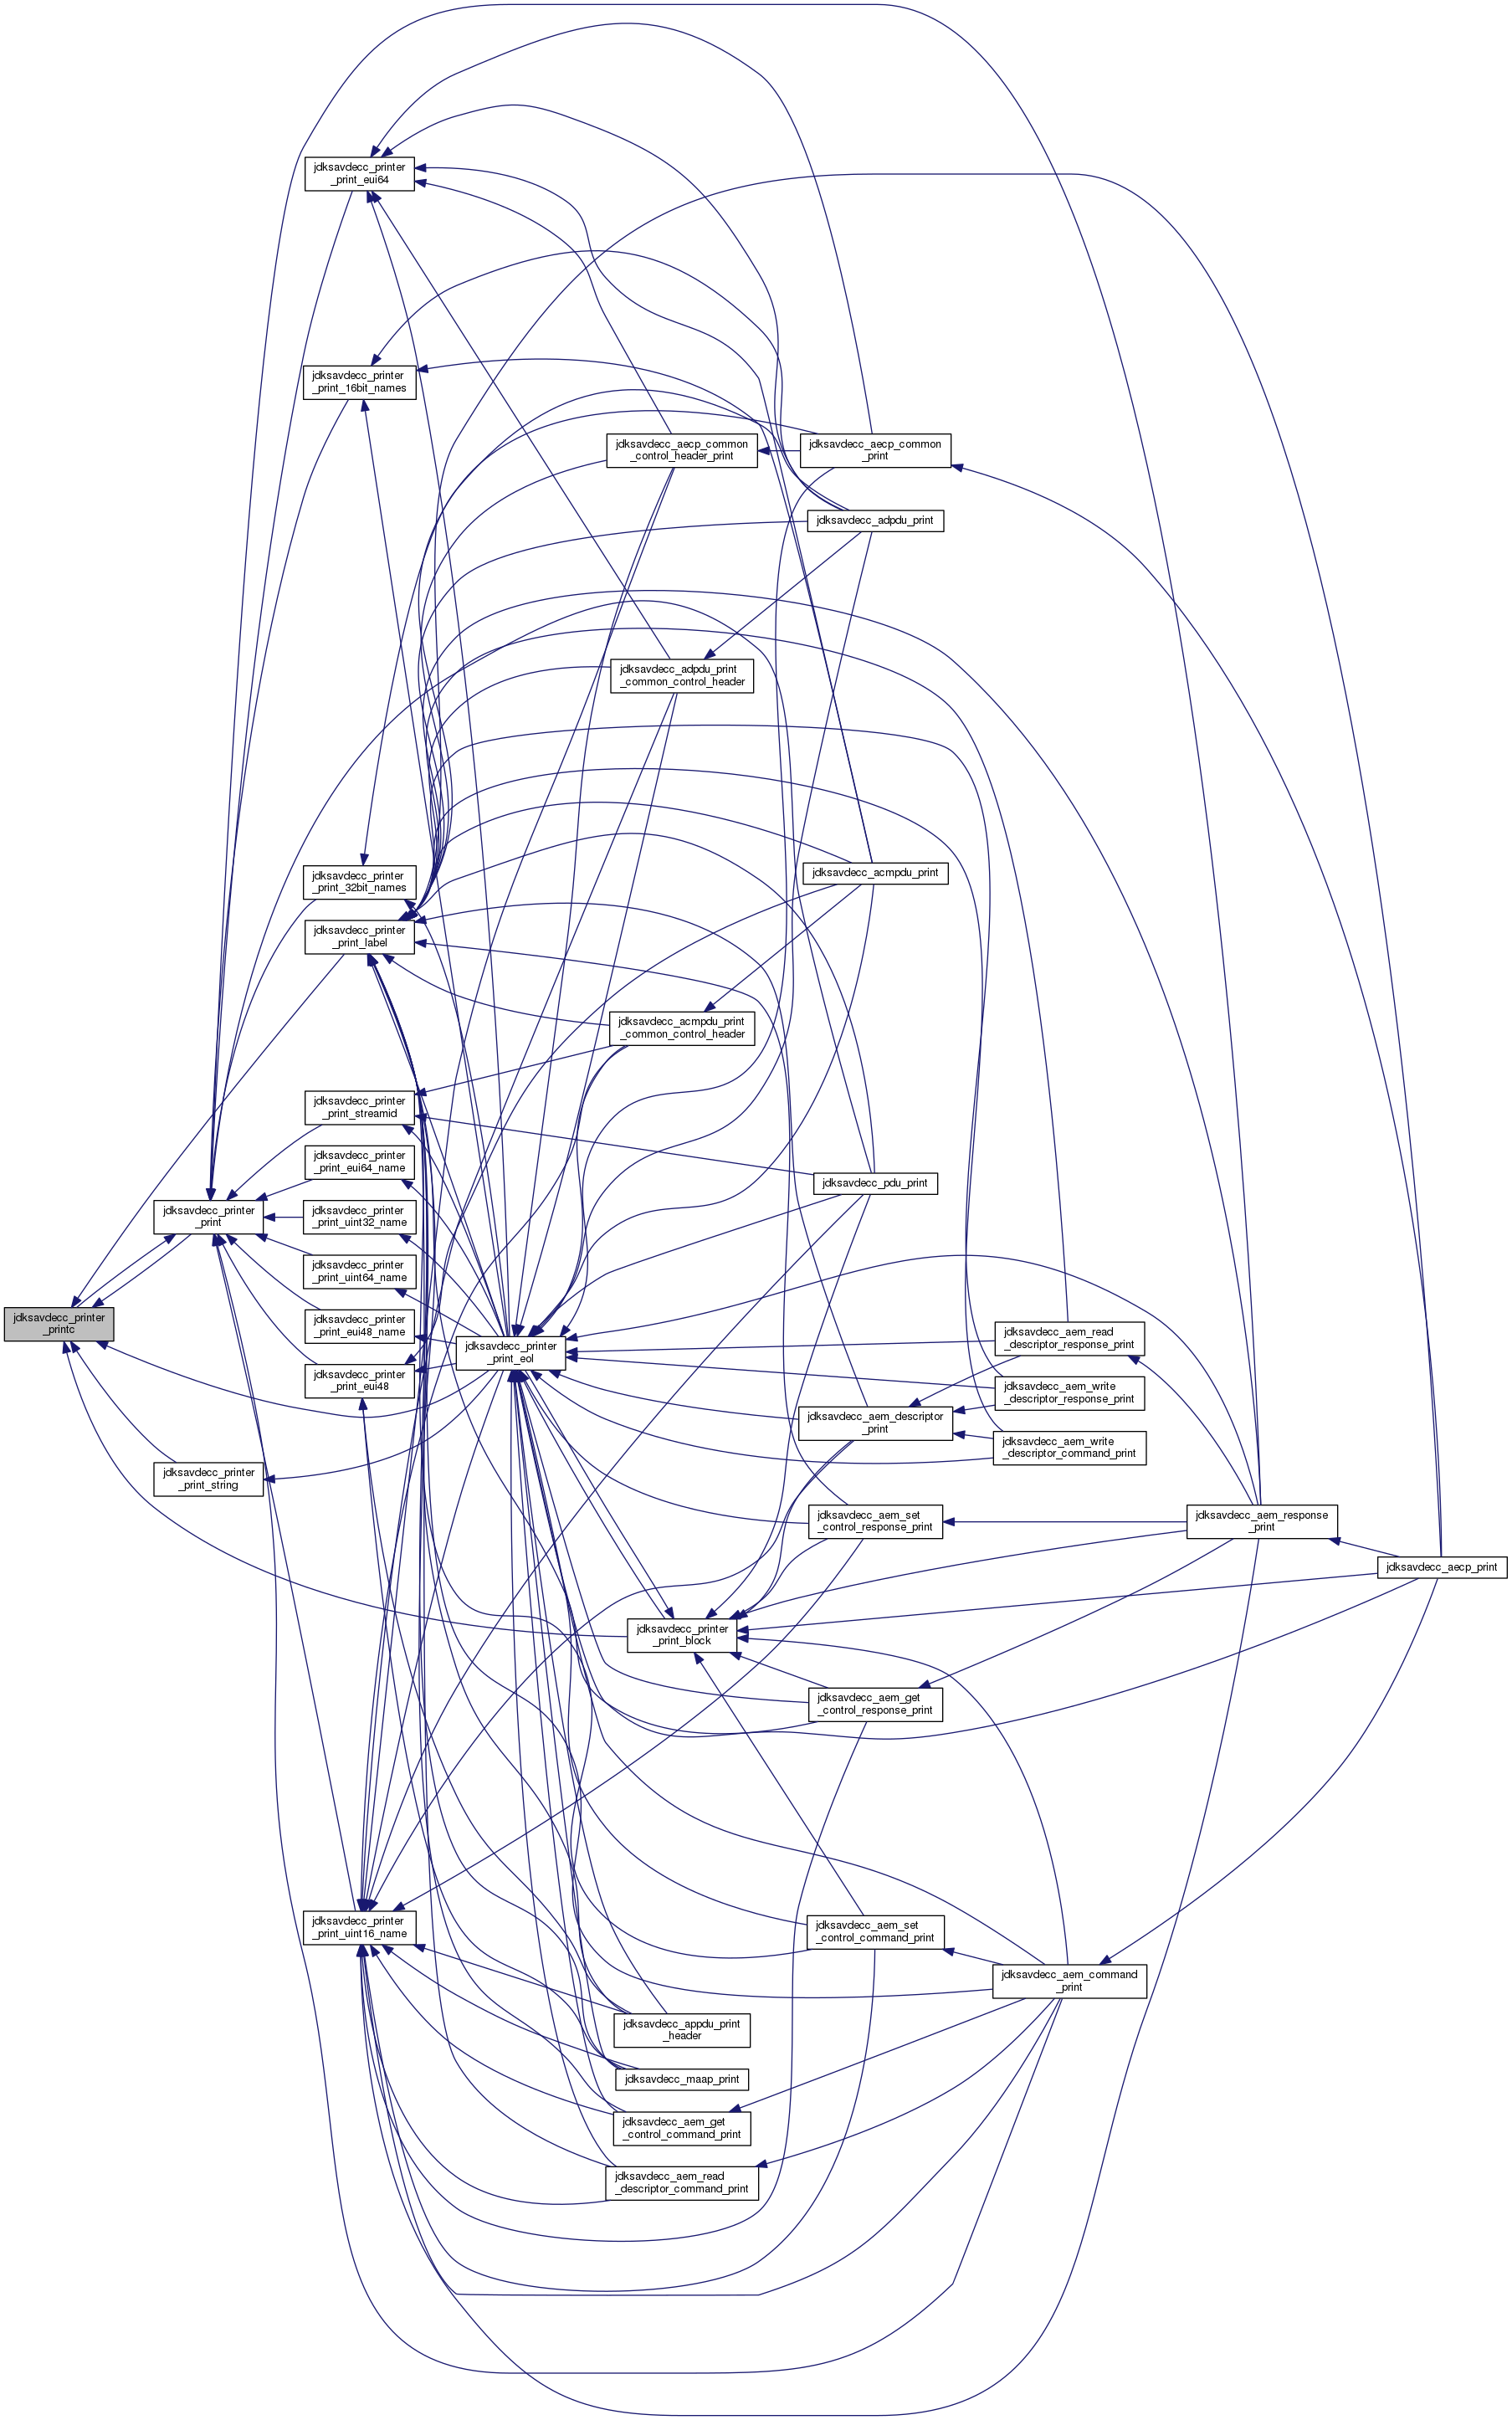 jdksavdecc_printer
_print_eui64
jdksavdecc_printer
_print_16bit_names
jdksavdecc_aecp_common
_control_header_print
jdksavdecc_aecp_common
_print
jdksavdecc_adpdu_print
jdksavdecc_adpdu_print
_common_control_header
jdksavdecc_printer
_print_32bit_names
jdksavdecc_acmpdu_print
jdksavdecc_printer
_print_label
jdksavdecc_acmpdu_print
_common_control_header
jdksavdecc_printer
_print_streamid
jdksavdecc_printer
_print_eui64_name
jdksavdecc_pdu_print
jdksavdecc_printer
_print
jdksavdecc_printer
_print_uint32_name
jdksavdecc_printer
_print_uint64_name
jdksavdecc_printer
_printc
jdksavdecc_printer
_print_eui48_name
jdksavdecc_printer
_print_eol
jdksavdecc_aem_read
_descriptor_response_print
jdksavdecc_printer
_print_eui48
jdksavdecc_aem_write
_descriptor_response_print
jdksavdecc_aem_descriptor
_print
jdksavdecc_aem_write
_descriptor_command_print
jdksavdecc_printer
_print_string
jdksavdecc_aem_set
_control_response_print
jdksavdecc_aem_response
_print
jdksavdecc_aecp_print
jdksavdecc_printer
_print_block
jdksavdecc_aem_get
_control_response_print
jdksavdecc_printer
_print_uint16_name
jdksavdecc_aem_set
_control_command_print
jdksavdecc_aem_command
_print
jdksavdecc_appdu_print
_header
jdksavdecc_maap_print
jdksavdecc_aem_get
_control_command_print
jdksavdecc_aem_read
_descriptor_command_print